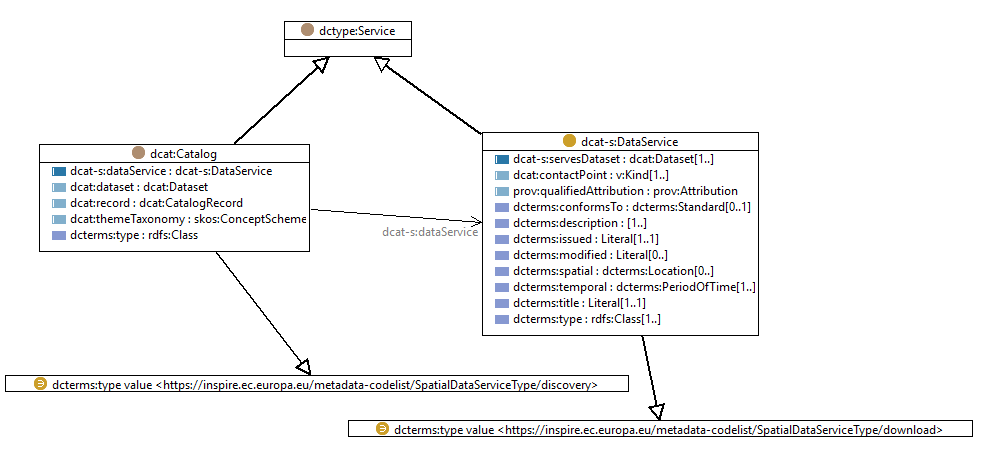 dctype:Service
dcat:Catalog
dcat-s:dataService : dcat-s:DataService
dcat:dataset : dcat:Dataset
dcat:record : dcat:CatalogRecord
dcat:themeTaxonomy : skos:ConceptScheme
dcterms:type : rdfs:Class
dcat-s:dataService
dcat-s:DataService
dcat-s:servesDataset : dcat:Dataset[1..]
dcat:contactPoint : v:Kind[1..]
prov:qualifiedAttribution : prov:Attribution
dcterms:conformsTo : dcterms:Standard[0..1]
dcterms:description : [1..]
dcterms:issued : Literal[1..1]
dcterms:modified : Literal[0..]
dcterms:spatial : dcterms:Location[0..]
dcterms:temporal : dcterms:PeriodOfTime[1..]
dcterms:title : Literal[1..1]
dcterms:type : rdfs:Class[1..]
dcterms:type value <https://inspire.ec.europa.eu/metadata-codelist/SpatialDataServiceType/discovery>
dcterms:type value <https://inspire.ec.europa.eu/metadata-codelist/SpatialDataServiceType/download>